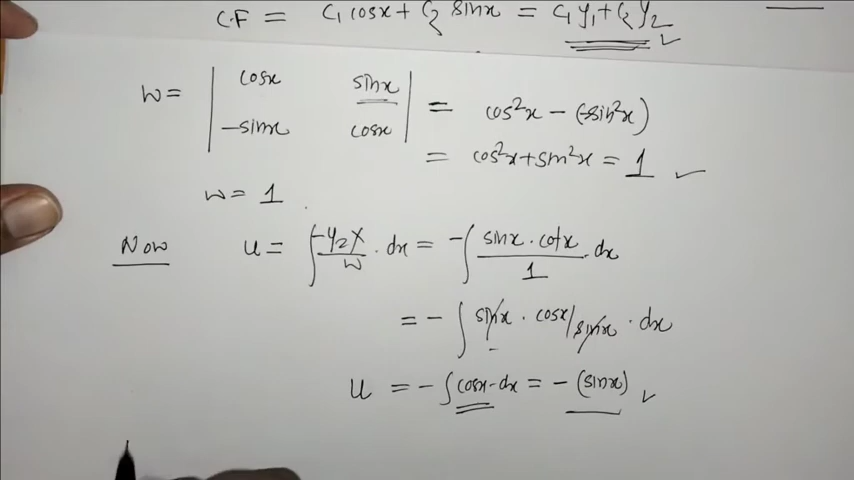 C.F = C₁ cosx + C₂ sinx = C₁y₁ + C₂y₂ ✓
W = | cosx sinx | = cos²x - (-sin²x)
| -sinx cosx |
= cos²x + sin²x = 1 ✓
W = 1
Now u = ∫ -y₂X/W · dx = - ∫ sinx · cotx/1 · dx
= - ∫ sinx · cosx/sinx · dx
u = - ∫ cosx · dx = - (sinx) ✓